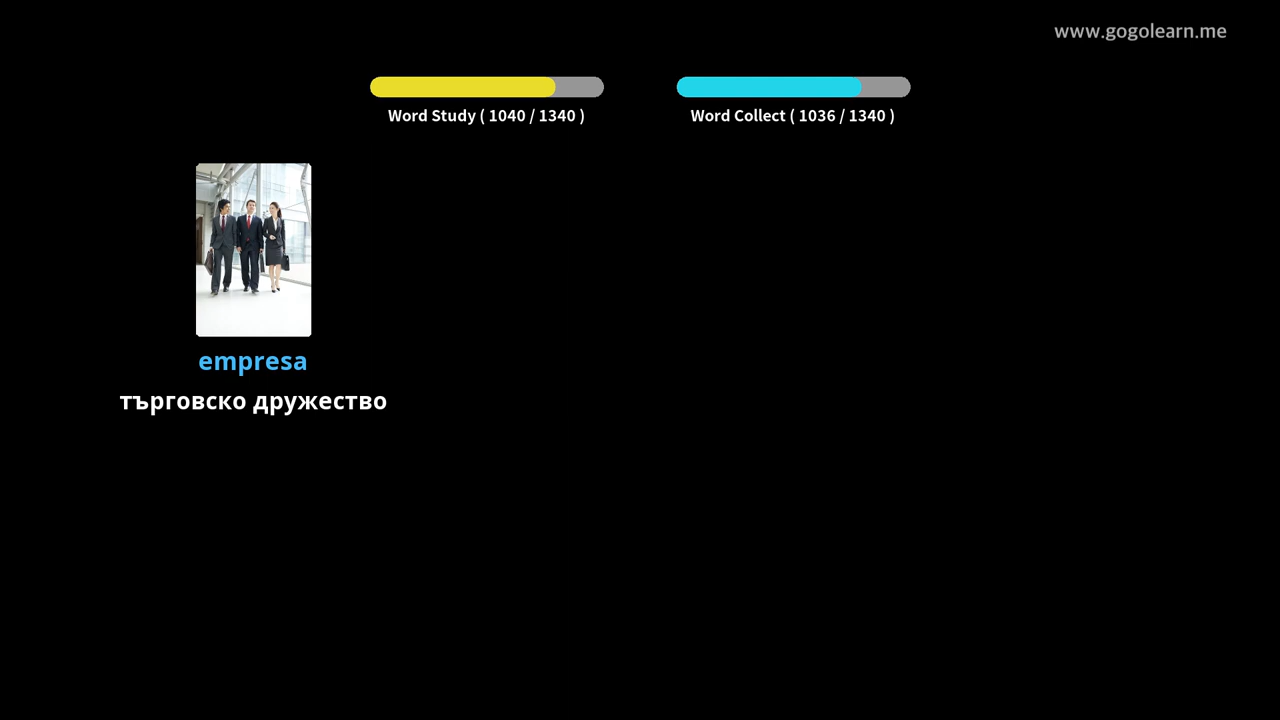 www.gogolearn.me
Word Study ( 1040 / 1340 )
Word Collect ( 1036 / 1340 )
empresa
търговско дружество